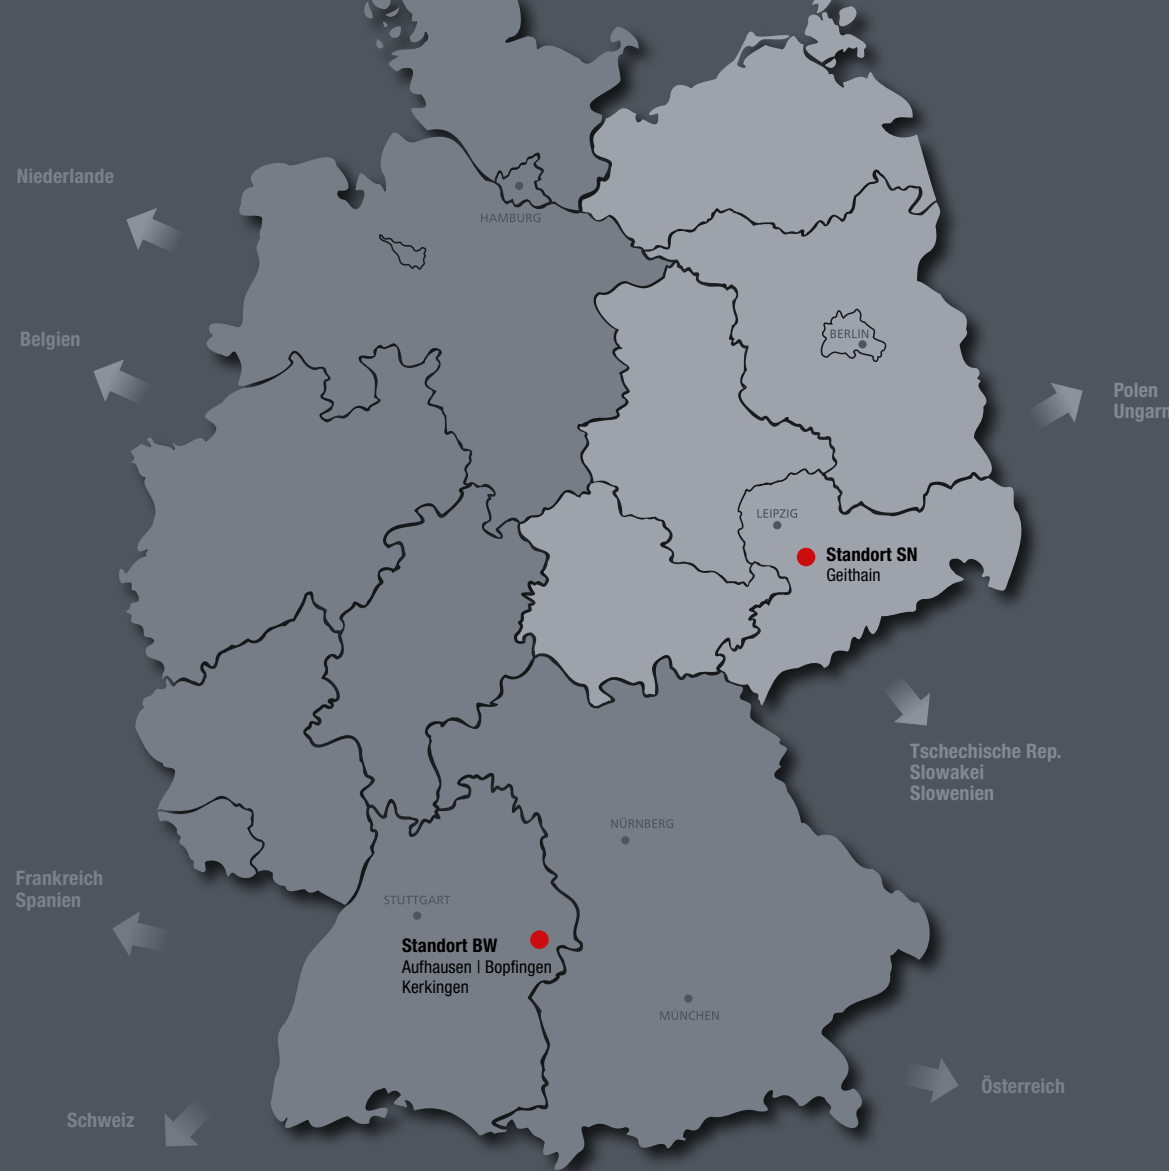 Niederlande
HAMBURG
Belgien
BERLIN
Polen
Ungarn
LEIPZIG
Standort SN
Geithain
Tschechische Rep.
Slowakei
Slowenien
NÜRNBERG
Frankreich
Spanien
STUTTGART
Standort BW
Aufhausen | Bopfingen
Kerkingen
MÜNCHEN
Österreich
Schweiz